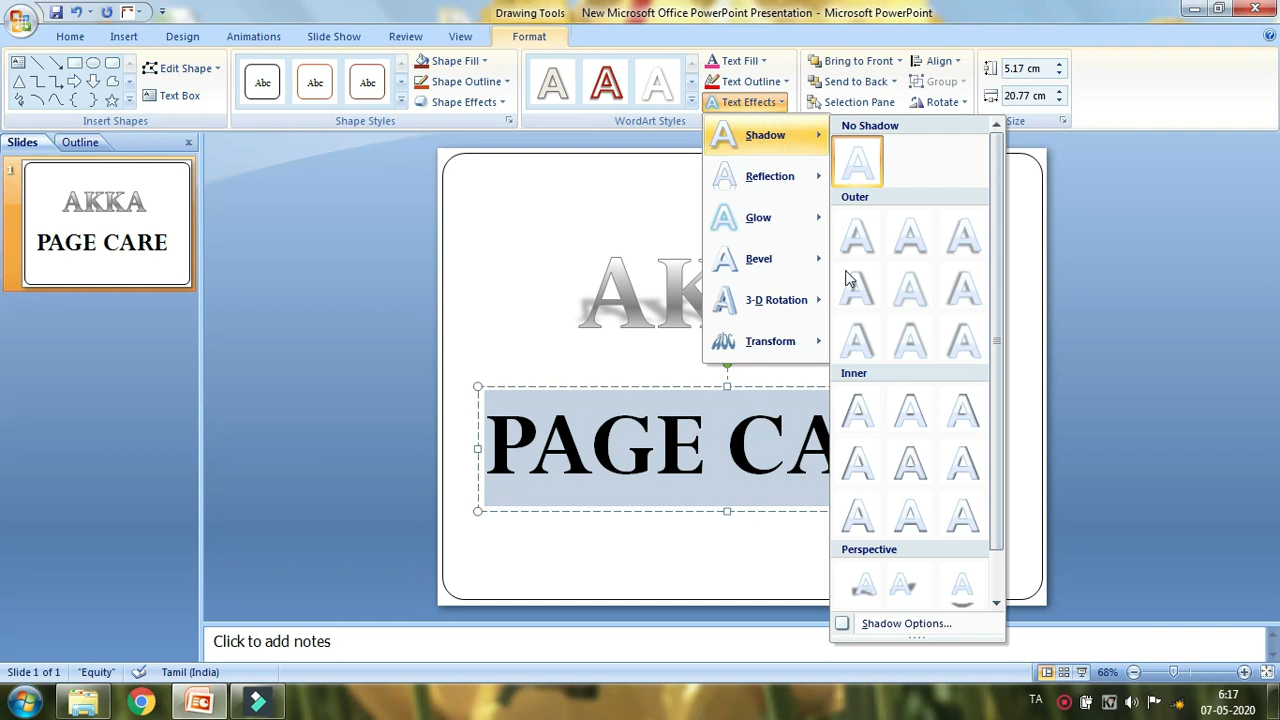 Drawing Tools
New Microsoft Office PowerPoint Presentation - Microsoft PowerPoint
Home Insert Design Animations Slide Show Review View Format
Edit Shape
Text Box
Insert Shapes
Abc Abc Abc
Shape Fill
Shape Outline
Shape Effects
Shape Styles
A A A
Text Fill
Text Outline
Text Effects
WordArt Styles
Bring to Front
Send to Back
Selection Pane
Align
Group
Rotate
5.17 cm
20.77 cm
Size
Slides Outline
1
AKKA
PAGE CARE
Shadow
Reflection
Glow
Bevel
3-D Rotation
Transform
No Shadow
Outer
Inner
Perspective
Shadow Options...
AK
PAGE CA
Click to add notes
Slide 1 of 1
"Equity"
Tamil (India)
68%
TA
6:17
07-05-2020